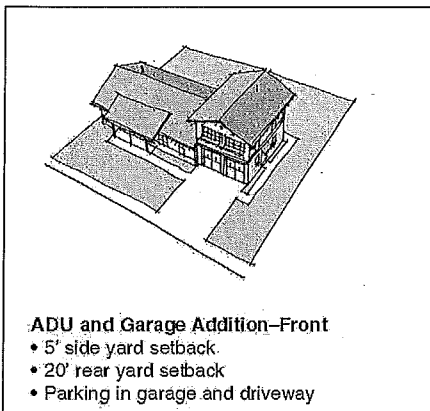 ADU and Garage Addition–Front
• 5' side yard setback
• 20' rear yard setback
• Parking in garage and driveway